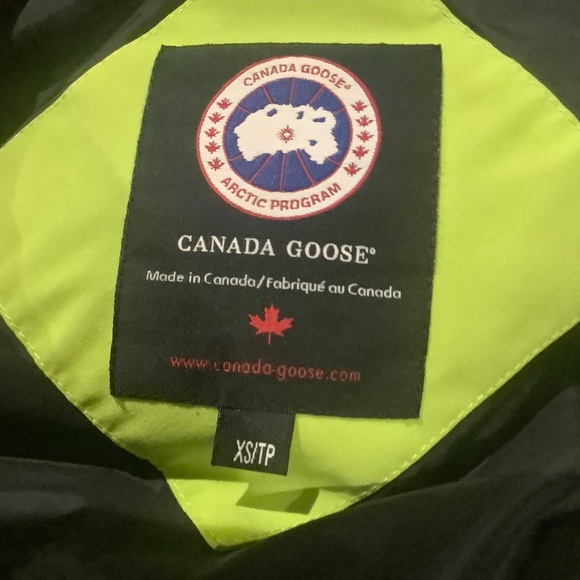 CANADA GOOSE®
ARCTIC PROGRAM
CANADA GOOSE®
Made in Canada/Fabriqué au Canada
www.canada-goose.com
XS/TP